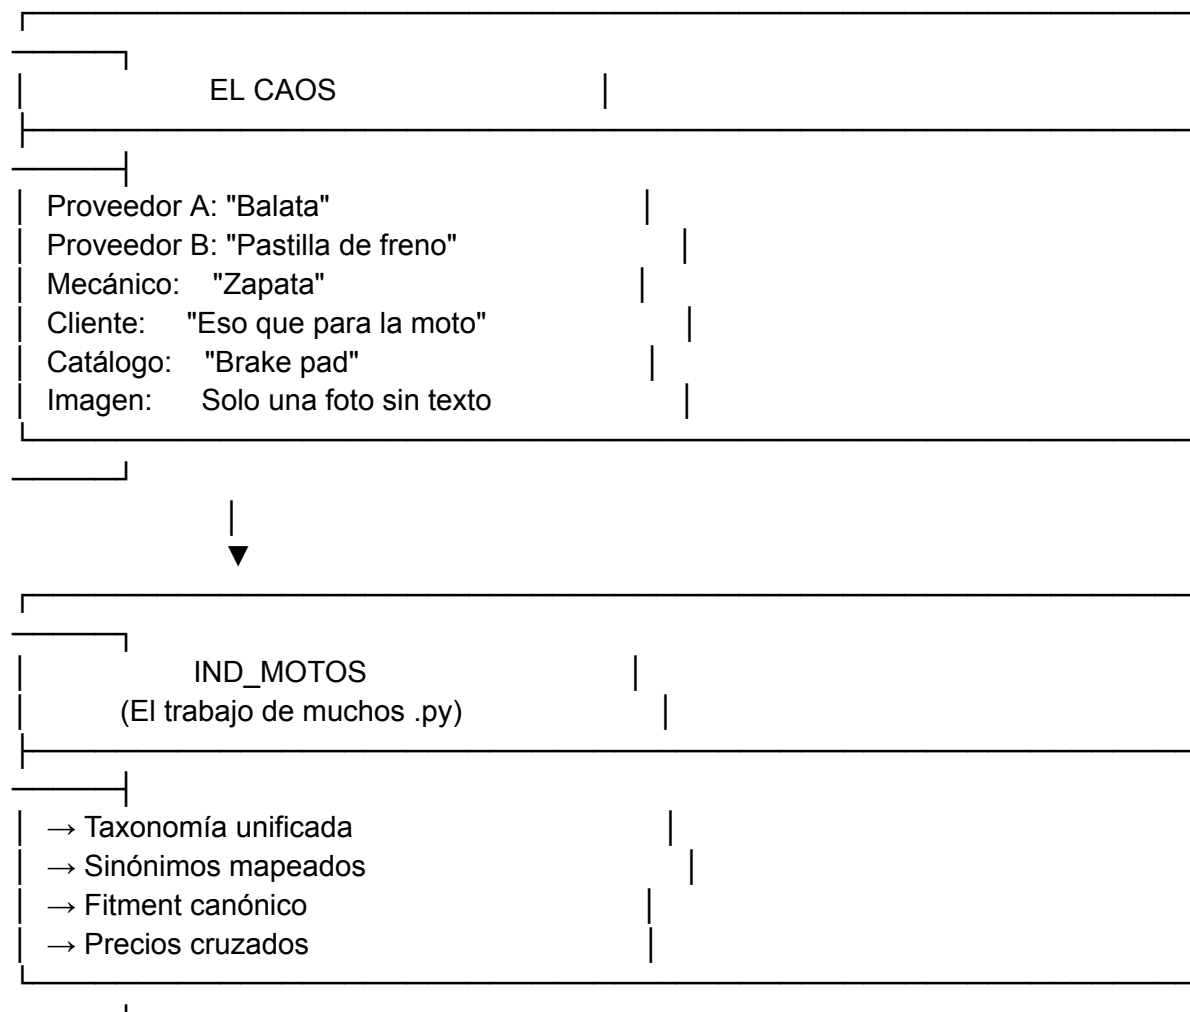 EL CAOS
Proveedor A: "Balata"
Proveedor B: "Pastilla de freno"
Mecánico: "Zapata"
Cliente: "Eso que para la moto"
Catálogo: "Brake pad"
Imagen: Solo una foto sin texto
▼
IND_MOTOS
(El trabajo de muchos .py)
→ Taxonomía unificada
→ Sinónimos mapeados
→ Fitment canónico
→ Precios cruzados